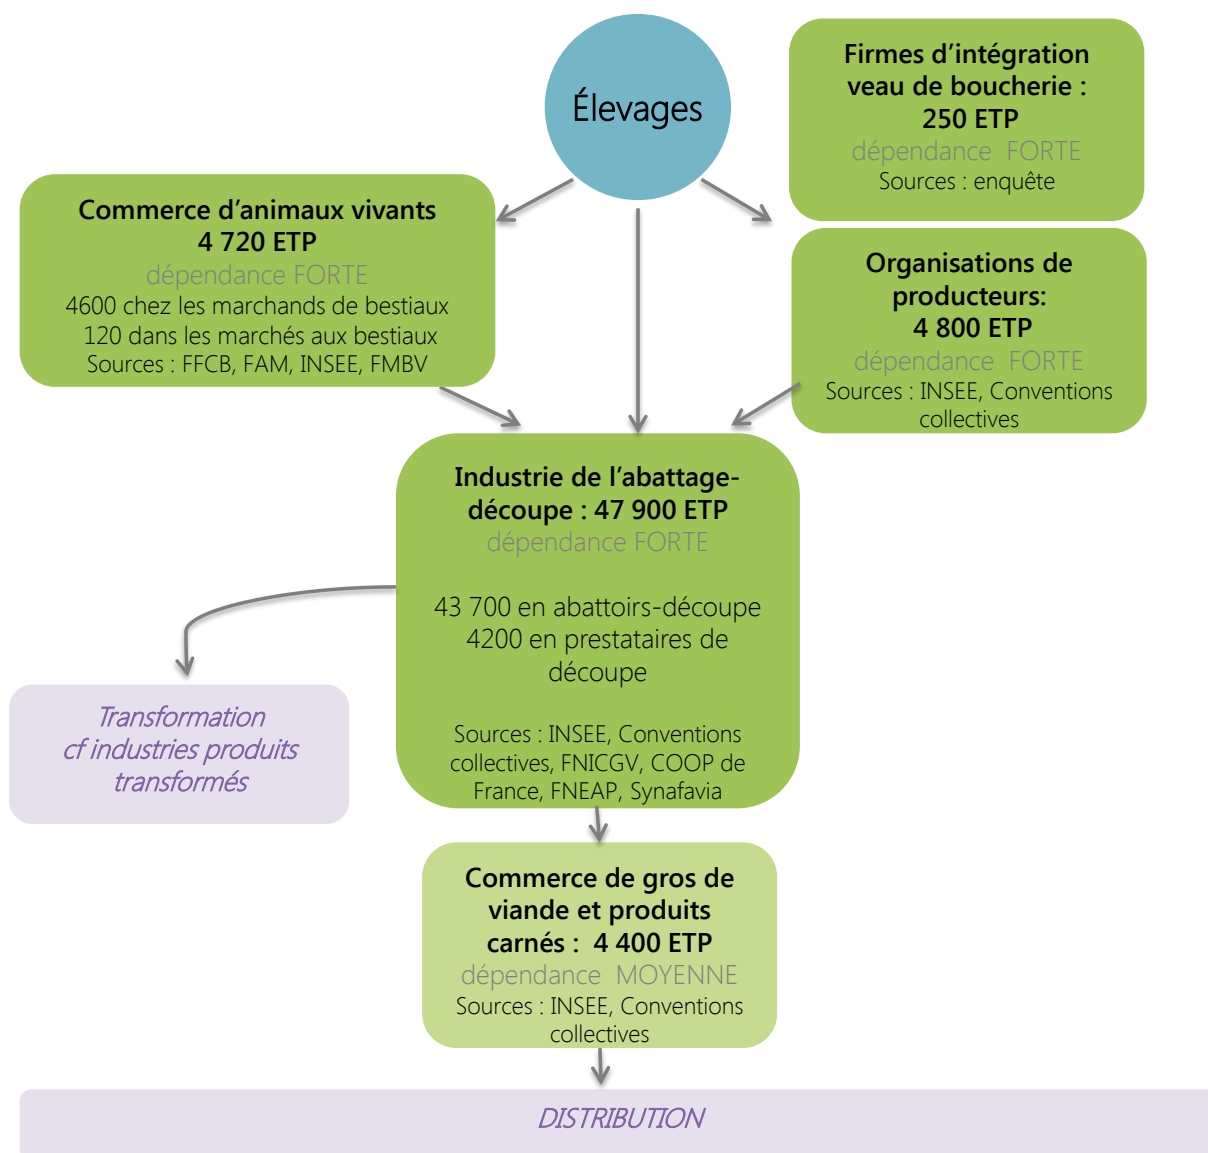 Élevages
Firmes d’intégration
veau de boucherie :
250 ETP
dépendance FORTE
Sources : enquête
Commerce d’animaux vivants
4 720 ETP
dépendance FORTE
4600 chez les marchands de bestiaux
120 dans les marchés aux bestiaux
Sources : FFCB, FAM, INSEE, FMBV
Organisations de
producteurs:
4 800 ETP
dépendance FORTE
Sources : INSEE, Conventions
collectives
Industrie de l’abattage-
découpe : 47 900 ETP
dépendance FORTE
43 700 en abattoirs-découpe
4200 en prestataires de
découpe
Sources : INSEE, Conventions
collectives, FNICGV, COOP de
France, FNEAP, Synafavia
Transformation
cf industries produits
transformés
Commerce de gros de
viande et produits
carnés : 4 400 ETP
dépendance MOYENNE
Sources : INSEE, Conventions
collectives
DISTRIBUTION